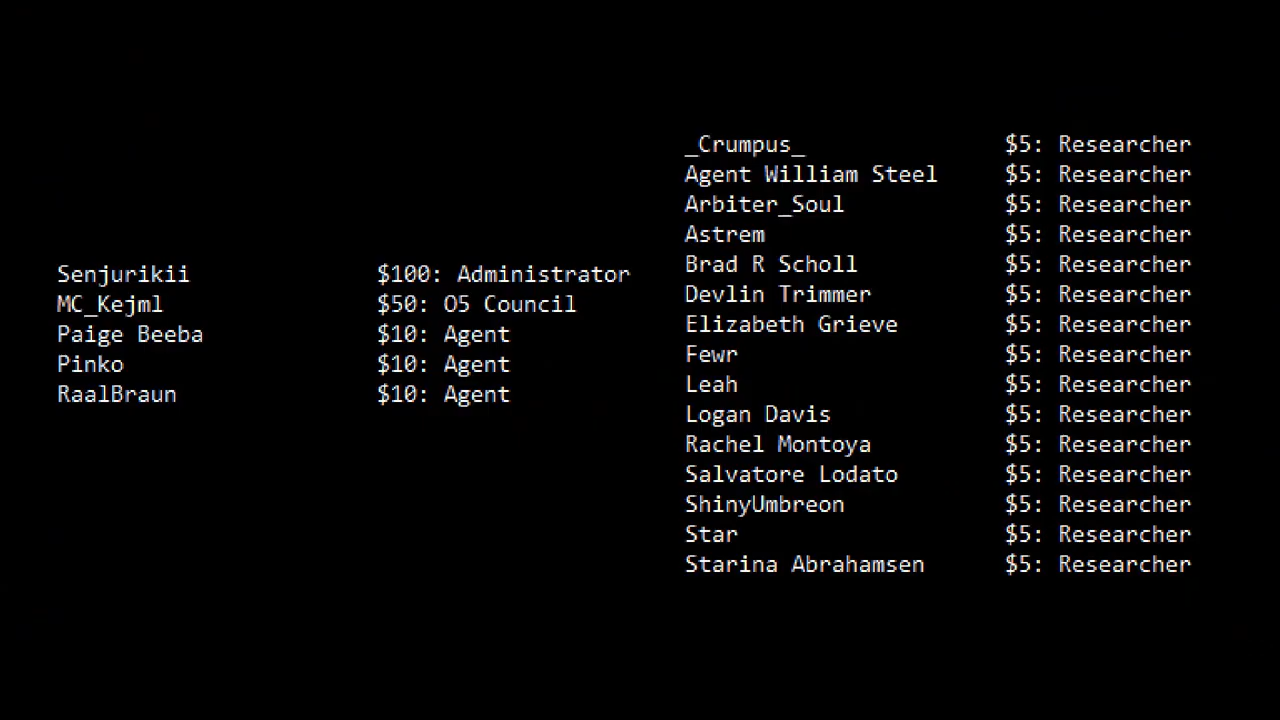 Senjurikii $100: Administrator
MC_Kejml $50: O5 Council
Paige Beeba $10: Agent
Pinko $10: Agent
RaalBraun $10: Agent
_Crumpus_ $5: Researcher
Agent William Steel $5: Researcher
Arbiter_Soul $5: Researcher
Astrem $5: Researcher
Brad R Scholl $5: Researcher
Devlin Trimmer $5: Researcher
Elizabeth Grieve $5: Researcher
Fewr $5: Researcher
Leah $5: Researcher
Logan Davis $5: Researcher
Rachel Montoya $5: Researcher
Salvatore Lodato $5: Researcher
ShinyUmbreon $5: Researcher
Star $5: Researcher
Starina Abrahamsen $5: Researcher